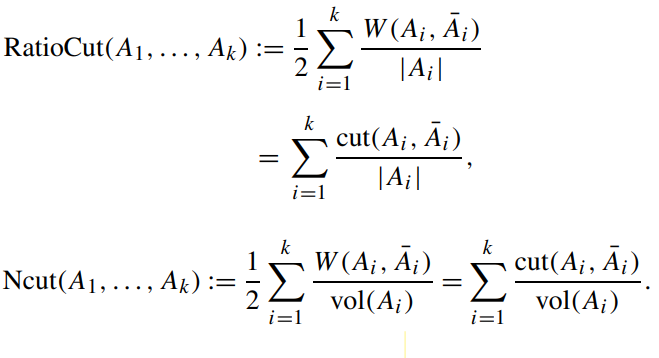 RatioCut(A₁, …, Aₖ) := 1/2 ∑ᵢ₌₁ᵏ W(Aᵢ, Āᵢ)/|Aᵢ|
= ∑ᵢ₌₁ᵏ cut(Aᵢ, Āᵢ)/|Aᵢ|,
Ncut(A₁, …, Aₖ) := 1/2 ∑ᵢ₌₁ᵏ W(Aᵢ, Āᵢ)/vol(Aᵢ) = ∑ᵢ₌₁ᵏ cut(Aᵢ, Āᵢ)/vol(Aᵢ).